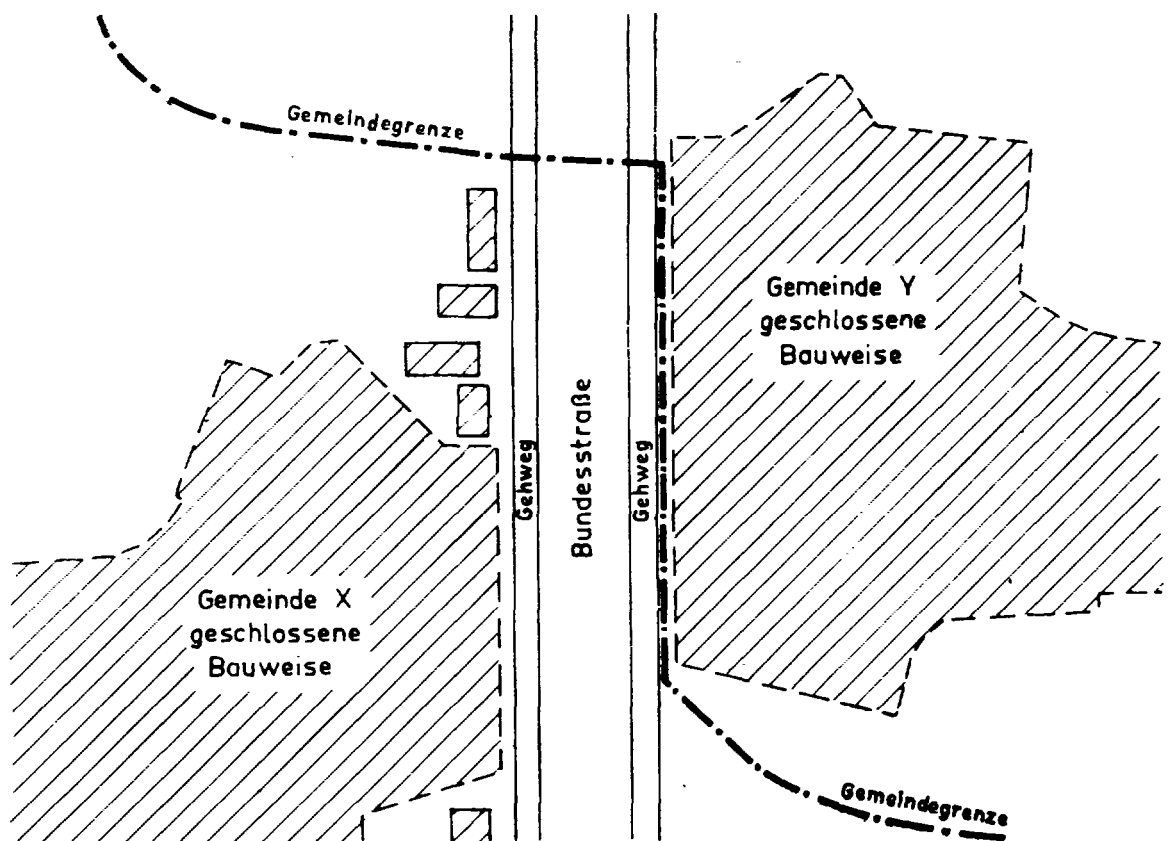 Gemeindegrenze
Gemeinde Y
geschlossene
Bauweise
Gehweg
Bundesstraße
Gehweg
Gemeinde X
geschlossene
Bauweise
Gemeindegrenze